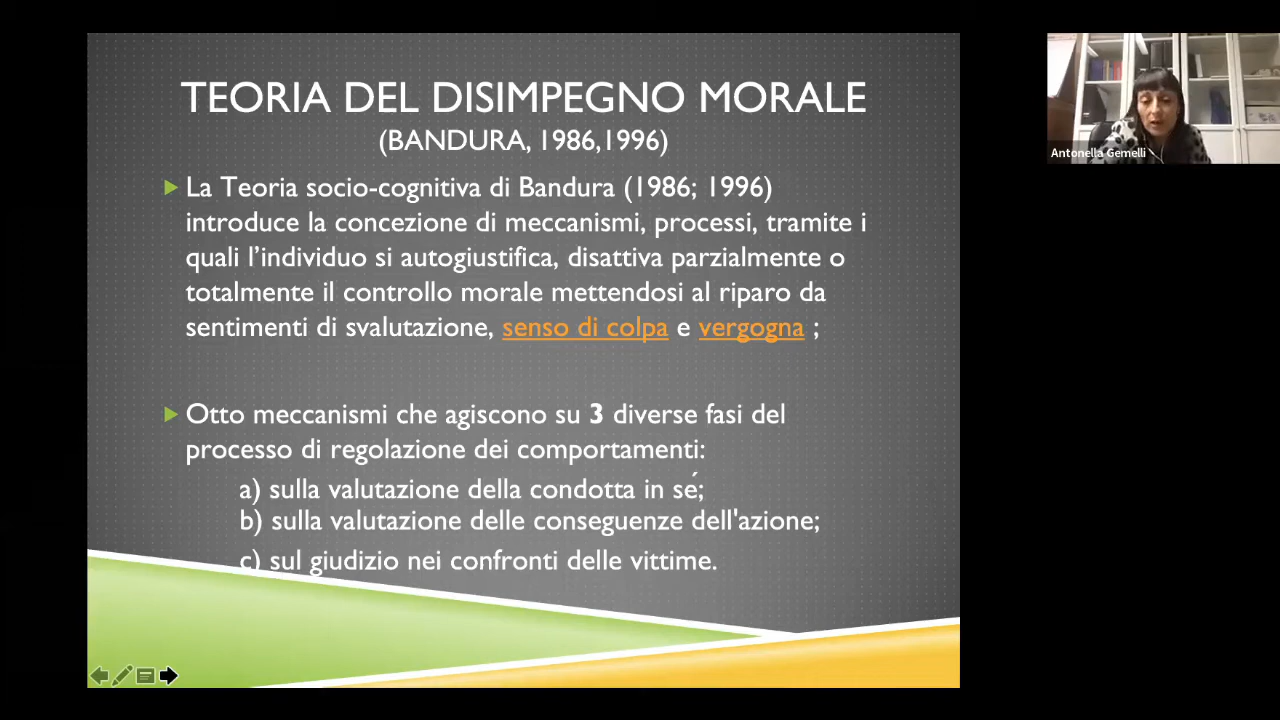 TEORIA DEL DISIMPEGNO MORALE
(BANDURA, 1986,1996)
La Teoria socio-cognitiva di Bandura (1986; 1996)
introduce la concezione di meccanismi, processi, tramite i
quali l’individuo si autogiustifica, disattiva parzialmente o
totalmente il controllo morale mettendosi al riparo da
sentimenti di svalutazione, senso di colpa e vergogna ;
Otto meccanismi che agiscono su 3 diverse fasi del
processo di regolazione dei comportamenti:
a) sulla valutazione della condotta in sé;
b) sulla valutazione delle conseguenze dell'azione;
c) sul giudizio nei confronti delle vittime.
Antonella Gemelli